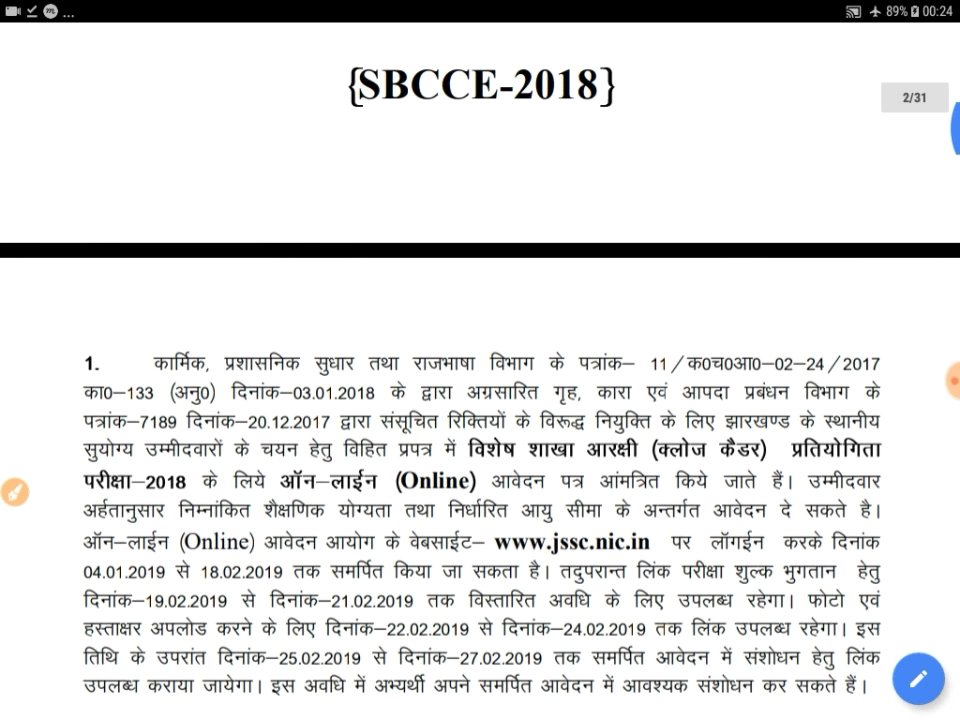 ... 89% 00:24
{SBCCE-2018}
2/31
1. कार्मिक, प्रशासनिक सुधार तथा राजभाषा विभाग के पत्रांक– 11/क0च0आ0–02–24/2017
का0–133 (अनु0) दिनांक–03.01.2018 के द्वारा अग्रसारित गृह, कारा एवं आपदा प्रबंधन विभाग के
पत्रांक–7189 दिनांक–20.12.2017 द्वारा संसूचित रिक्तियों के विरूद्ध नियुक्ति के लिए झारखण्ड के स्थानीय
सुयोग्य उम्मीदवारों के चयन हेतु विहित प्रपत्र में विशेष शाखा आरक्षी (क्लोज कैडर) प्रतियोगिता
परीक्षा–2018 के लिये ऑन–लाईन (Online) आवेदन पत्र आंमत्रित किये जाते हैं। उम्मीदवार
अर्हतानुसार निम्नांकित शैक्षणिक योग्यता तथा निर्धारित आयु सीमा के अन्तर्गत आवेदन दे सकते है।
ऑन–लाईन (Online) आवेदन आयोग के वेबसाईट– www.jssc.nic.in पर लॉगईन करके दिनांक
04.01.2019 से 18.02.2019 तक समर्पित किया जा सकता है। तदुपरान्त लिंक परीक्षा शुल्क भुगतान हेतु
दिनांक–19.02.2019 से दिनांक–21.02.2019 तक विस्तारित अवधि के लिए उपलब्ध रहेगा। फोटो एवं
हस्ताक्षर अपलोड करने के लिए दिनांक–22.02.2019 से दिनांक–24.02.2019 तक लिंक उपलब्ध रहेगा। इस
तिथि के उपरांत दिनांक–25.02.2019 से दिनांक–27.02.2019 तक समर्पित आवेदन में संशोधन हेतु लिंक
उपलब्ध कराया जायेगा। इस अवधि में अभ्यर्थी अपने समर्पित आवेदन में आवश्यक संशोधन कर सकते हैं।